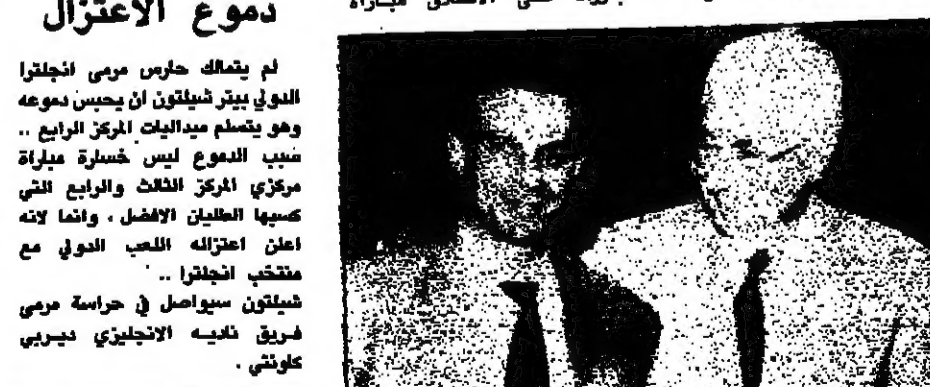 دموع الاعتزال
لم يتمالك حارس مرمى انجلترا
الدولي بيتر شيلتون ان يحبس دموعه
وهو يتسلم ميداليات المركز الرابع ..
سبب الدموع ليس خسارة مباراة
مركزي المركز الثالث والرابع التي
كسبها الطليان الافضل ، وانما لانه
اعلن اعتزاله اللعب الدولي مع
منتخب انجلترا ..
شيلتون سيواصل في حراسة مرمى
فريق ناديه الانجليزي ديربي
كاونتي .
مباراة